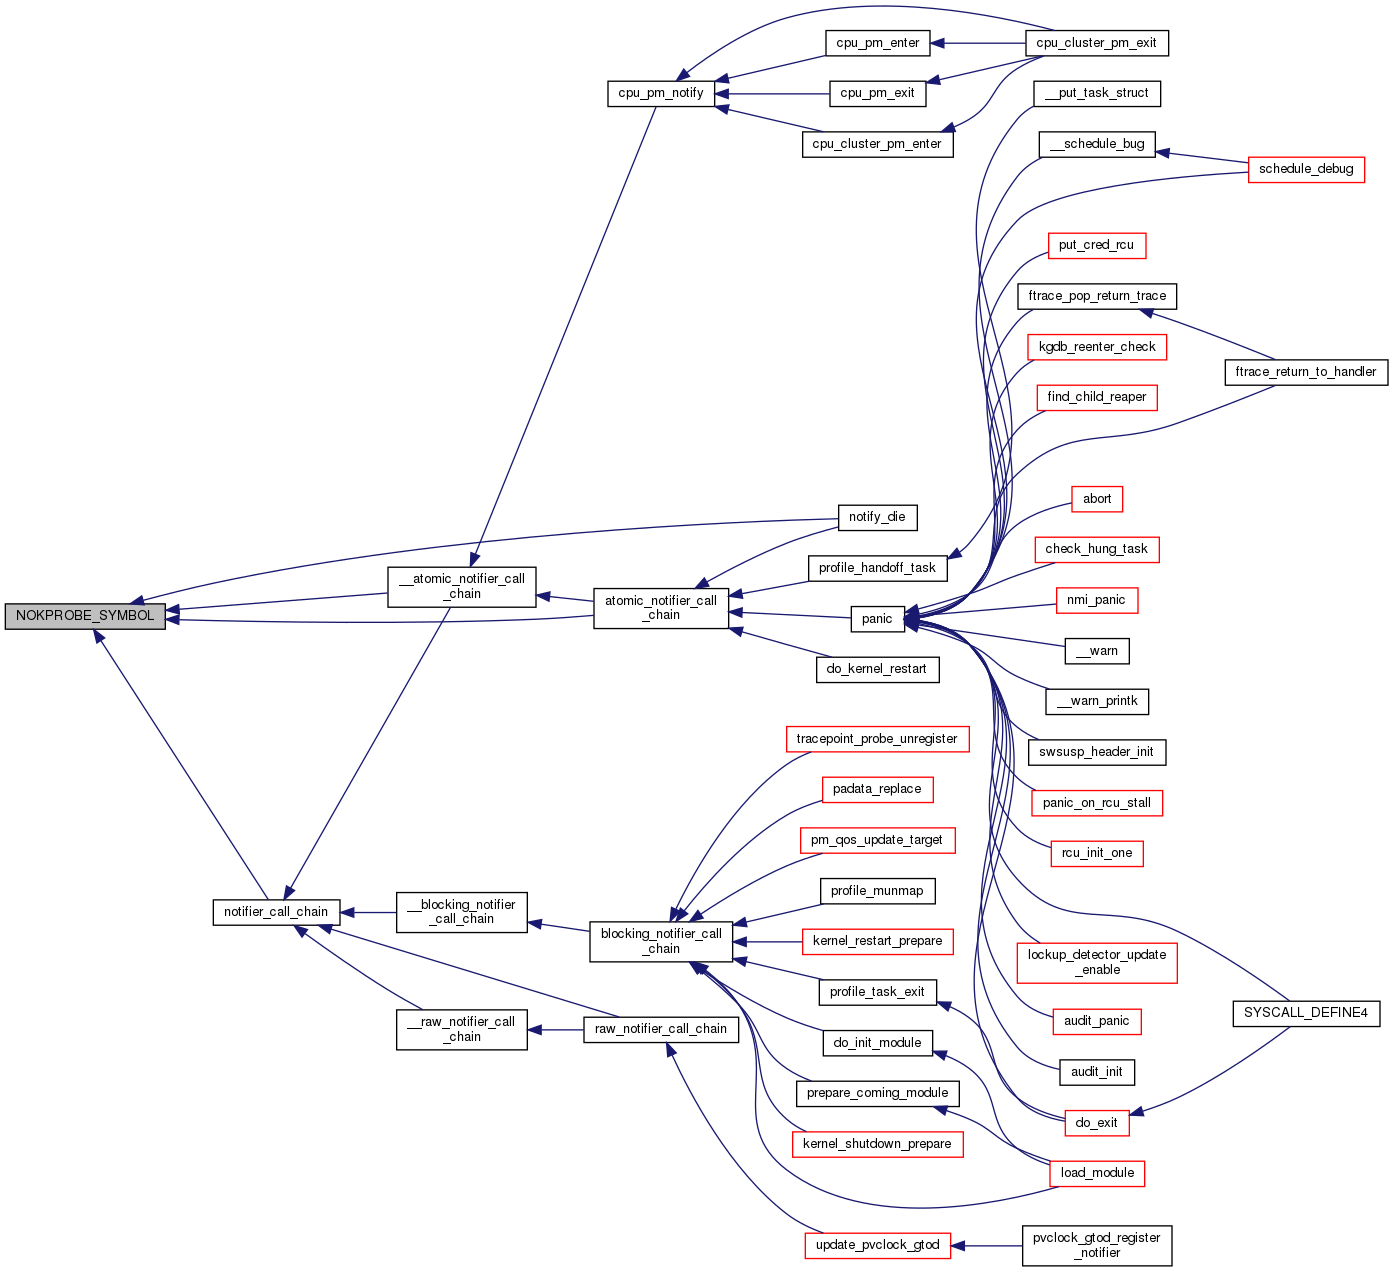 cpu_pm_enter
cpu_cluster_pm_exit
cpu_pm_notify
cpu_pm_exit
__put_task_struct
cpu_cluster_pm_enter
__schedule_bug
schedule_debug
put_cred_rcu
ftrace_pop_return_trace
kgdb_reenter_check
ftrace_return_to_handler
find_child_reaper
abort
notify_die
check_hung_task
profile_handoff_task
__atomic_notifier_call
_chain
atomic_notifier_call
_chain
nmi_panic
NOKPROBE_SYMBOL
panic
__warn
do_kernel_restart
__warn_printk
tracepoint_probe_unregister
swsusp_header_init
padata_replace
panic_on_rcu_stall
pm_qos_update_target
rcu_init_one
profile_munmap
notifier_call_chain
__blocking_notifier
_call_chain
blocking_notifier_call
_chain
kernel_restart_prepare
lockup_detector_update
_enable
profile_task_exit
SYSCALL_DEFINE4
audit_panic
__raw_notifier_call
_chain
raw_notifier_call_chain
do_init_module
audit_init
prepare_coming_module
do_exit
kernel_shutdown_prepare
load_module
update_pvclock_gtod
pvclock_gtod_register
_notifier